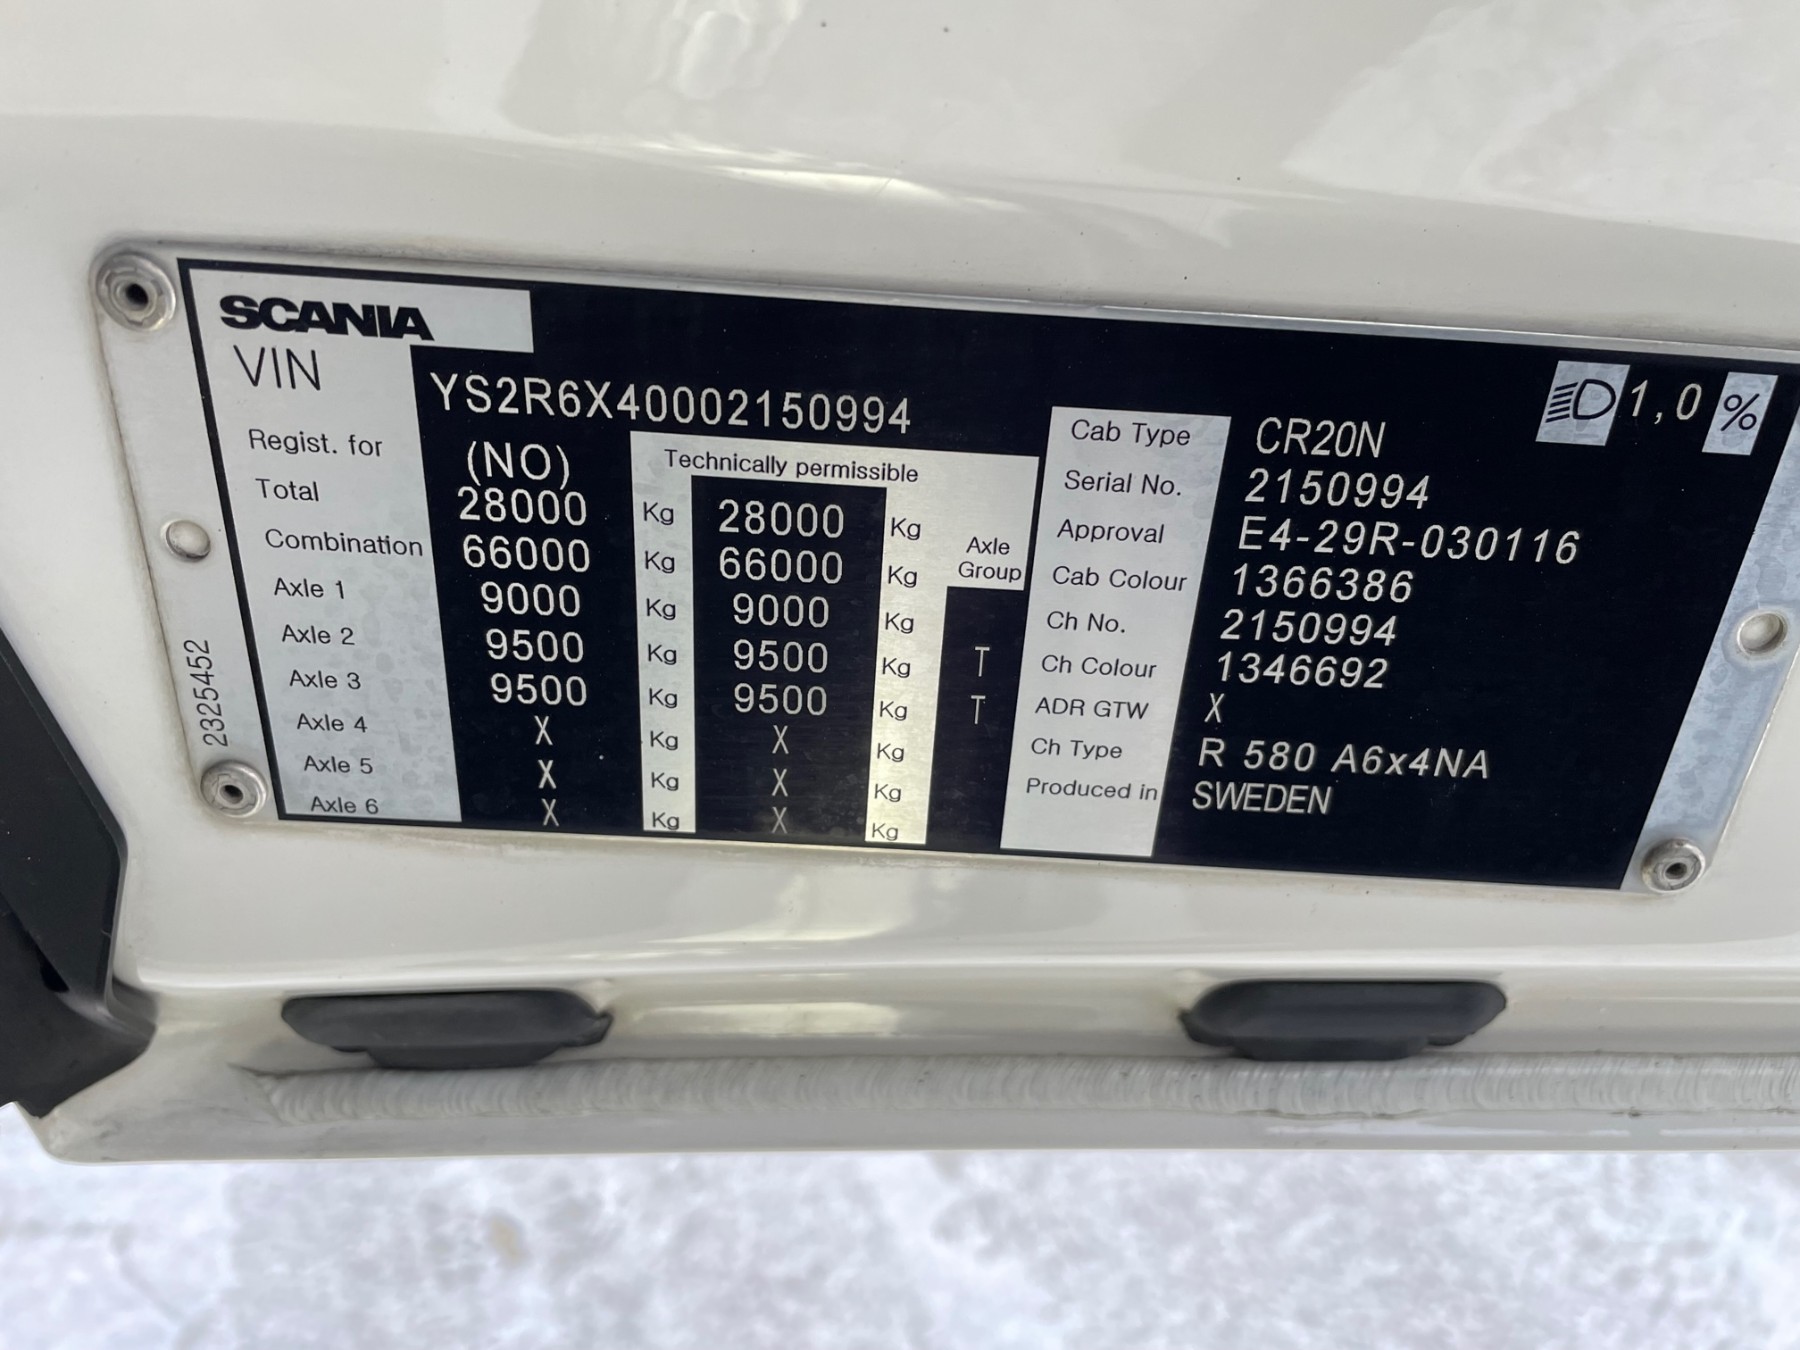 SCANIA
VIN YS2R6X40002150994
Regist. for (NO) Technically permissible
Total 28000 Kg 28000 Kg
Combination 66000 Kg 66000 Kg Axle Group
Axle 1 9000 Kg 9000 Kg
Axle 2 9500 Kg 9500 Kg T
Axle 3 9500 Kg 9500 Kg T
Axle 4 X Kg X Kg
Axle 5 X Kg X Kg
Axle 6 X Kg X Kg
1,0 %
Cab Type CR20N
Serial No. 2150994
Approval E4-29R-030116
Cab Colour 1366386
Ch No. 2150994
Ch Colour 1346692
ADR GTW X
Ch Type R 580 A6x4NA
Produced in SWEDEN
2325452